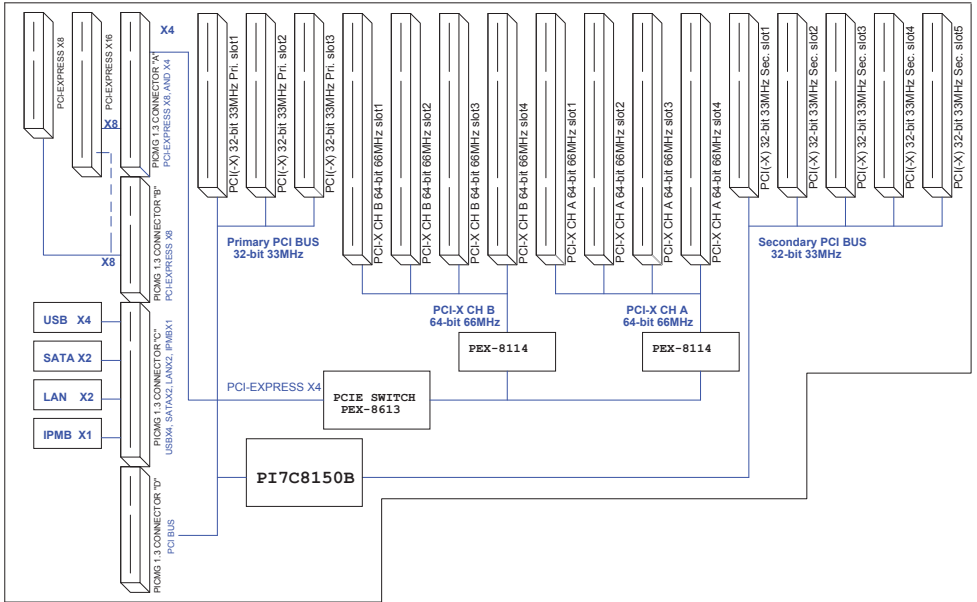 PCI-EXPRESS X8
PCI-EXPRESS X16
X4
X8
X8
PICMG 1.3 CONNECTOR "A"
PCI-EXPRESS X8, AND X4
PICMG 1.3 CONNECTOR "B"
PCI-EXPRESS X8
PICMG 1.3 CONNECTOR "C"
USBX4, SATAX2, LANX2, IPMBX1
PICMG 1.3 CONNECTOR "D"
PCI BUS
USB X4
SATA X2
LAN X2
IPMB X1
PCI(-X) 32-bit 33MHz Pri. slot1
PCI(-X) 32-bit 33MHz Pri. slot2
PCI(-X) 32-bit 33MHz Pri. slot3
Primary PCI BUS
32-bit 33MHz
PCI-X CH B 64-bit 66MHz slot1
PCI-X CH B 64-bit 66MHz slot2
PCI-X CH B 64-bit 66MHz slot3
PCI-X CH B 64-bit 66MHz slot4
PCI-X CH A 64-bit 66MHz slot1
PCI-X CH A 64-bit 66MHz slot2
PCI-X CH A 64-bit 66MHz slot3
PCI-X CH A 64-bit 66MHz slot4
PCI(-X) 32-bit 33MHz Sec. slot1
PCI(-X) 32-bit 33MHz Sec. slot2
PCI(-X) 32-bit 33MHz Sec. slot3
PCI(-X) 32-bit 33MHz Sec. slot4
PCI(-X) 32-bit 33MHz Sec. slot5
Secondary PCI BUS
32-bit 33MHz
PCI-X CH B
64-bit 66MHz
PCI-X CH A
64-bit 66MHz
PEX-8114
PEX-8114
PCI-EXPRESS X4
PCIE SWITCH
PEX-8613
PI7C8150B